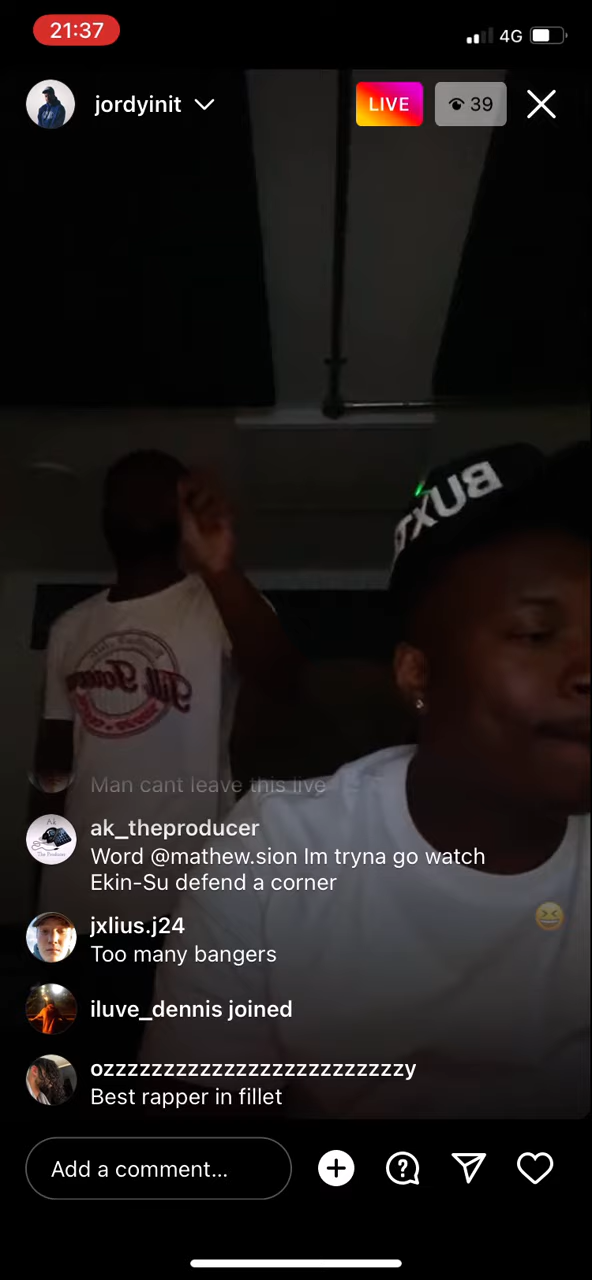 21:37
4G
jordyinit
LIVE
39
BUXT
Man cant leave this live
ak_theproducer
Word @mathew.sion Im tryna go watch
Ekin-Su defend a corner
jxlius.j24
Too many bangers
iluve_dennis joined
ozzzzzzzzzzzzzzzzzzzzzzzzy
Best rapper in fillet
Add a comment...